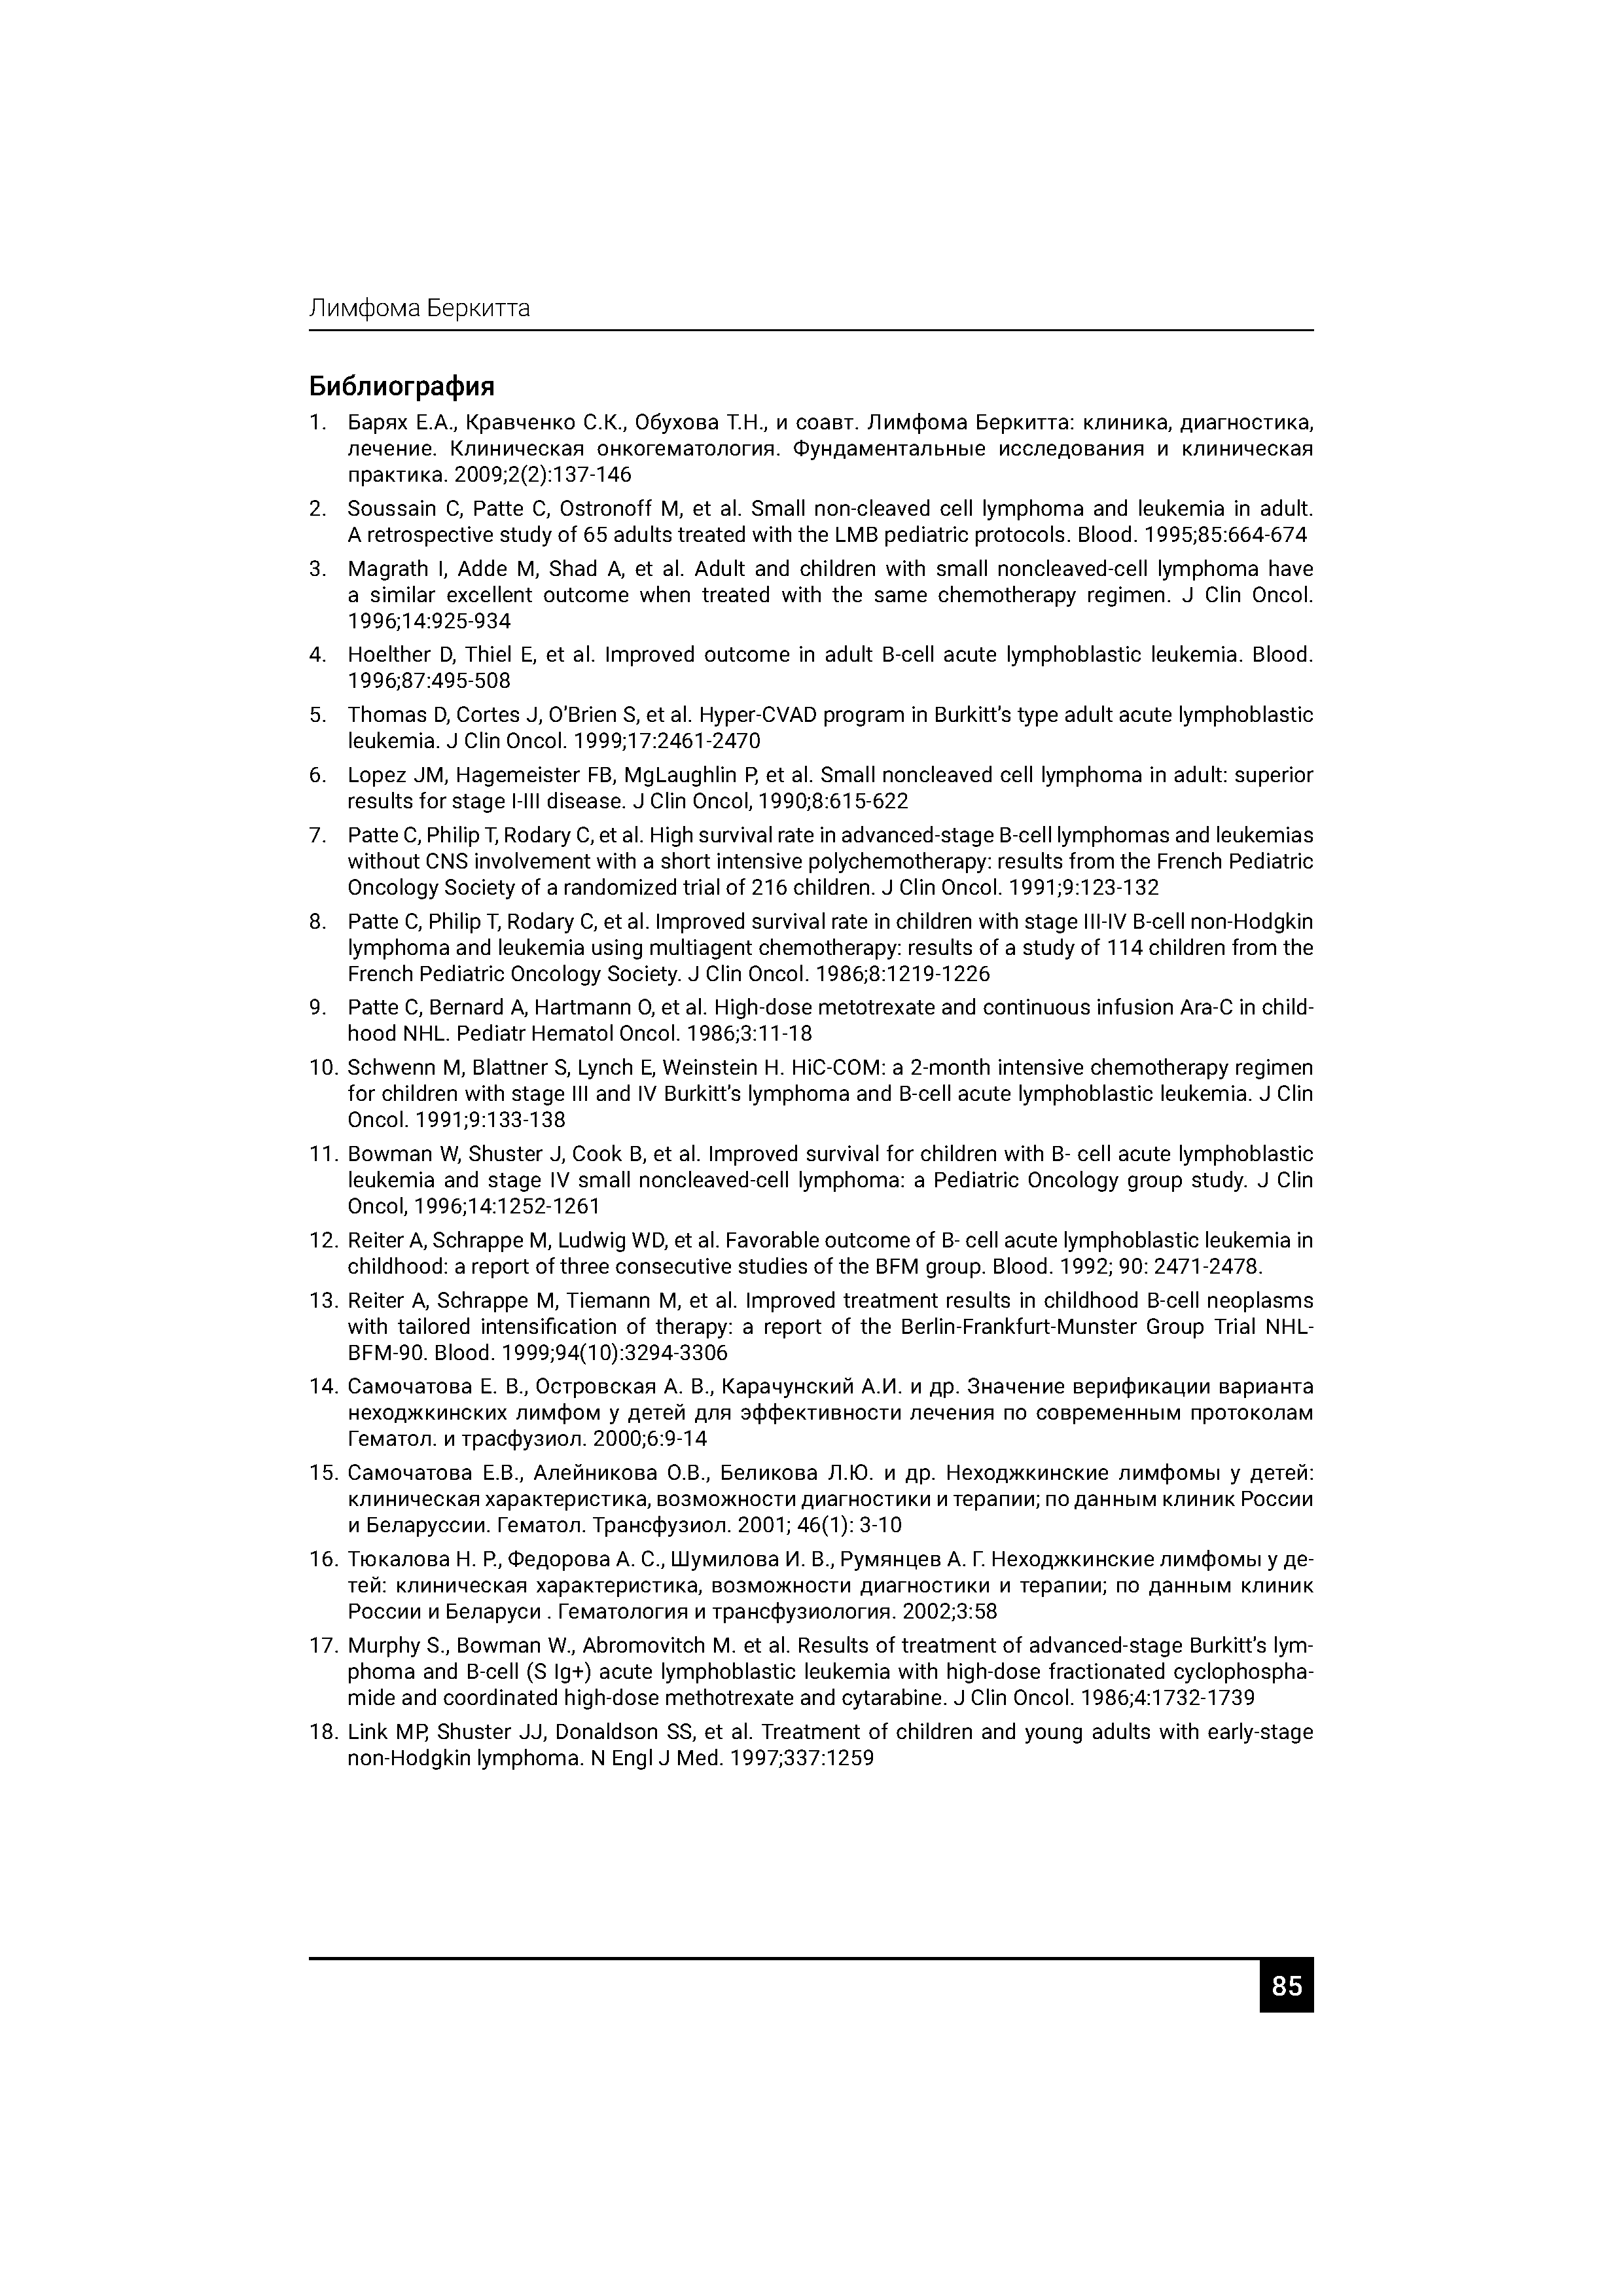 Лимфома Беркитта
Библиография
1. Барях Е.А., Кравченко С.К., Обухова Т.Н., и соавт. Лимфома Беркитта: клиника, диагностика,
лечение. Клиническая онкогематология. Фундаментальные исследования и клиническая
практика. 2009;2(2):137-146
2. Soussain C, Patte C, Ostronoff M, et al. Small non-cleaved cell lymphoma and leukemia in adult.
A retrospective study of 65 adults treated with the LMB pediatric protocols. Blood. 1995;85:664-674
3. Magrath I, Adde M, Shad A, et al. Adult and children with small noncleaved-cell lymphoma have
a similar excellent outcome when treated with the same chemotherapy regimen. J Clin Oncol.
1996;14:925-934
4. Hoelther D, Thiel E, et al. Improved outcome in adult B-cell acute lymphoblastic leukemia. Blood.
1996;87:495-508
5. Thomas D, Cortes J, O’Brien S, et al. Hyper-CVAD program in Burkitt’s type adult acute lymphoblastic
leukemia. J Clin Oncol. 1999;17:2461-2470
6. Lopez JM, Hagemeister FB, MgLaughlin P, et al. Small noncleaved cell lymphoma in adult: superior
results for stage I-III disease. J Clin Oncol, 1990;8:615-622
7. Patte C, Philip T, Rodary C, et al. High survival rate in advanced-stage B-cell lymphomas and leukemias
without CNS involvement with a short intensive polychemotherapy: results from the French Pediatric
Oncology Society of a randomized trial of 216 children. J Clin Oncol. 1991;9:123-132
8. Patte C, Philip T, Rodary C, et al. Improved survival rate in children with stage III-IV B-cell non-Hodgkin
lymphoma and leukemia using multiagent chemotherapy: results of a study of 114 children from the
French Pediatric Oncology Society. J Clin Oncol. 1986;8:1219-1226
9. Patte C, Bernard A, Hartmann O, et al. High-dose metotrexate and continuous infusion Ara-C in child-
hood NHL. Pediatr Hematol Oncol. 1986;3:11-18
10. Schwenn M, Blattner S, Lynch E, Weinstein H. HiC-COM: a 2-month intensive chemotherapy regimen
for children with stage III and IV Burkitt’s lymphoma and B-cell acute lymphoblastic leukemia. J Clin
Oncol. 1991;9:133-138
11. Bowman W, Shuster J, Cook B, et al. Improved survival for children with B- cell acute lymphoblastic
leukemia and stage IV small noncleaved-cell lymphoma: a Pediatric Oncology group study. J Clin
Oncol, 1996;14:1252-1261
12. Reiter A, Schrappe M, Ludwig WD, et al. Favorable outcome of B- cell acute lymphoblastic leukemia in
childhood: a report of three consecutive studies of the BFM group. Blood. 1992; 90: 2471-2478.
13. Reiter A, Schrappe M, Tiemann M, et al. Improved treatment results in childhood B-cell neoplasms
with tailored intensification of therapy: a report of the Berlin-Frankfurt-Munster Group Trial NHL-
BFM-90. Blood. 1999;94(10):3294-3306
14. Самочатова Е. В., Островская А. В., Карачунский А.И. и др. Значение верификации варианта
неходжкинских лимфом у детей для эффективности лечения по современным протоколам
Гематол. и трасфузиол. 2000;6:9-14
15. Самочатова Е.В., Алейникова О.В., Беликова Л.Ю. и др. Неходжкинские лимфомы у детей:
клиническая характеристика, возможности диагностики и терапии; по данным клиник России
и Беларуссии. Гематол. Трансфузиол. 2001; 46(1): 3-10
16. Тюкалова Н. Р., Федорова А. С., Шумилова И. В., Румянцев А. Г. Неходжкинские лимфомы у де-
тей: клиническая характеристика, возможности диагностики и терапии; по данным клиник
России и Беларуси . Гематология и трансфузиология. 2002;3:58
17. Murphy S., Bowman W., Abromovitch M. et al. Results of treatment of advanced-stage Burkitt’s lym-
phoma and B-cell (S Ig+) acute lymphoblastic leukemia with high-dose fractionated cyclophospha-
mide and coordinated high-dose methotrexate and cytarabine. J Clin Oncol. 1986;4:1732-1739
18. Link MP, Shuster JJ, Donaldson SS, et al. Treatment of children and young adults with early-stage
non-Hodgkin lymphoma. N Engl J Med. 1997;337:1259
85